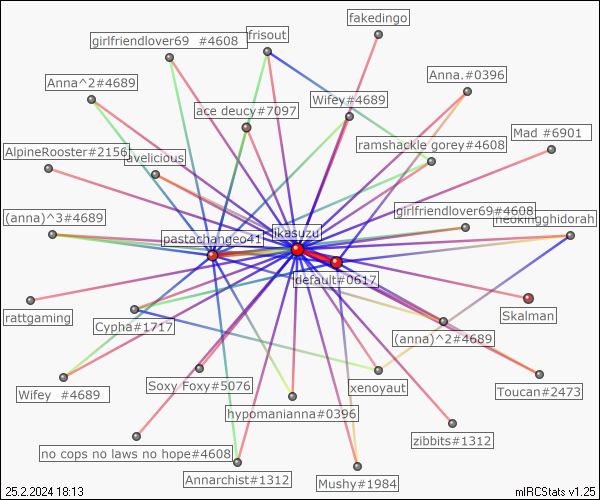 fakedingo
girlfriendlover69  #4608
frisout
Anna.#0396
Anna^2#4689
Wifey#4689
ace deucy#7097
Mad #6901
ramshackle gorey#4608
AlpineRooster#2156
avelicious
(anna)^3#4689
girlfriendlover69#4608
neokingghidorah
pastachangeo41
ikasuzu
default#0617
rattgaming
Cypha#1717
Skalman
(anna)^2#4689
Wifey  #4689
Soxy Foxy#5076
xenoyaut
Toucan#2473
hypomanianna#0396
zibbits#1312
no cops no laws no hope#4608
Annarchist#1312
Mushy#1984
25.2.2024 18:13
mIRCStats v1.25